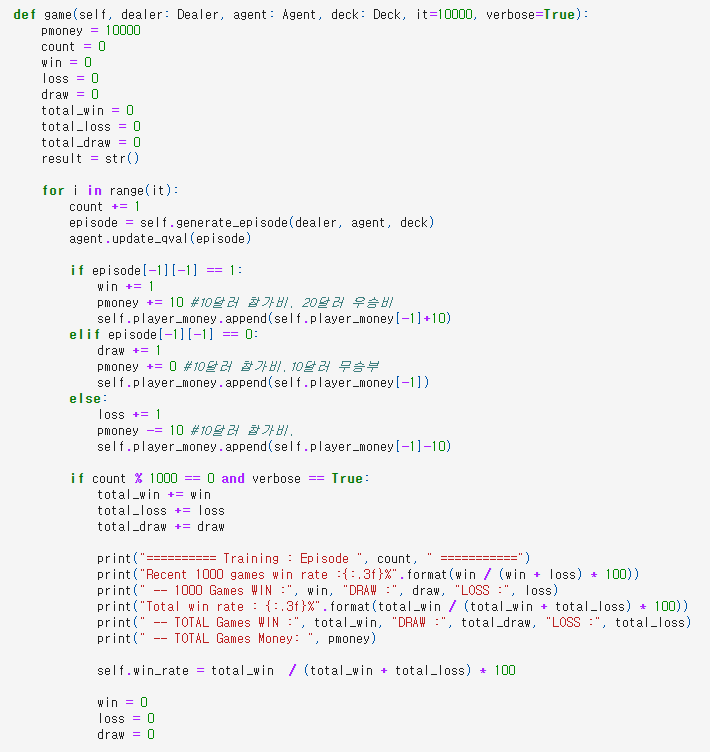 def game(self, dealer: Dealer, agent: Agent, deck: Deck, it=10000, verbose=True):
    pmoney = 10000
    count = 0
    win = 0
    loss = 0
    draw = 0
    total_win = 0
    total_loss = 0
    total_draw = 0
    result = str()

    for i in range(it):
        count += 1
        episode = self.generate_episode(dealer, agent, deck)
        agent.update_qval(episode)

        if episode[-1][-1] == 1:
            win += 1
            pmoney += 10 #10달러 참가비, 20달러 우승비
            self.player_money.append(self.player_money[-1]+10)
        elif episode[-1][-1] == 0:
            draw += 1
            pmoney += 0 #10달러 참가비,10달러 무승부
            self.player_money.append(self.player_money[-1])
        else:
            loss += 1
            pmoney -= 10 #10달러 참가비,
            self.player_money.append(self.player_money[-1]-10)

        if count % 1000 == 0 and verbose == True:
            total_win += win
            total_loss += loss
            total_draw += draw

            print("========== Training : Episode ", count, " ===========")
            print("Recent 1000 games win rate :{:.3f}%".format(win / (win + loss) * 100))
            print(" -- 1000 Games WIN :", win, "DRAW :", draw, "LOSS :", loss)
            print("Total win rate : {:.3f}%".format(total_win / (total_win + total_loss) * 100))
            print(" -- TOTAL Games WIN :", total_win, "DRAW :", total_draw, "LOSS :", total_loss)
            print(" -- TOTAL Games Money: ", pmoney)

            self.win_rate = total_win  / (total_win + total_loss) * 100

            win = 0
            loss = 0
            draw = 0